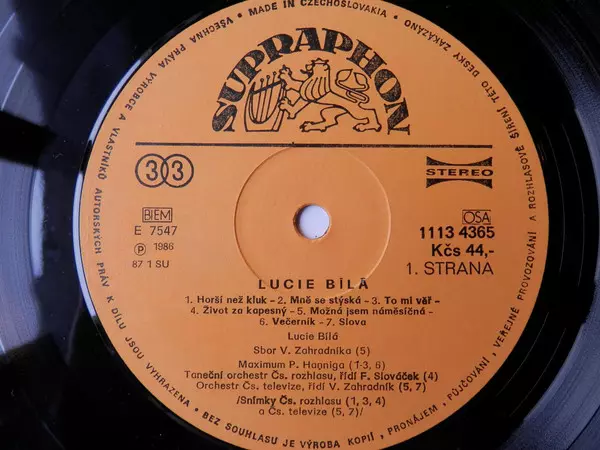 VŠECHNA PRÁVA VÝROBCE A VLASTNÍKŮ AUTORSKÝCH PRÁV K DÍLU JSOU VYHRAZENA • BEZ SOUHLASU JE VÝROBA KOPIÍ, PRONÁJEM, PŮJČOVÁNÍ, VEŘEJNÉ PROVOZOVÁNÍ A ROZHLASOVÉ ŠÍŘENÍ TÉTO DESKY ZAKÁZÁNO • MADE IN CZECHOSLOVAKIA •
SUPRAPHON
33
STEREO
BIEM
OSA
E 7547
1113 4365
℗ 1986
Kčs 44,-
87 1 SU
1. STRANA
LUCIE BÍLÁ
1. Horší než kluk – 2. Mně se stýská – 3. To mi věř –
4. Život za kapesný – 5. Možná jsem náměsíčná –
6. Večerník – 7. Slova
Lucie Bílá
Sbor V. Zahradníka (5)
Maximum P. Hanniga (1-3, 6)
Taneční orchestr Čs. rozhlasu, řídí F. Slováček (4)
Orchestr Čs. televize, řídí V. Zahradník (5, 7)
/Snímky Čs. rozhlasu (1, 3, 4)
a Čs. televize (5, 7)/